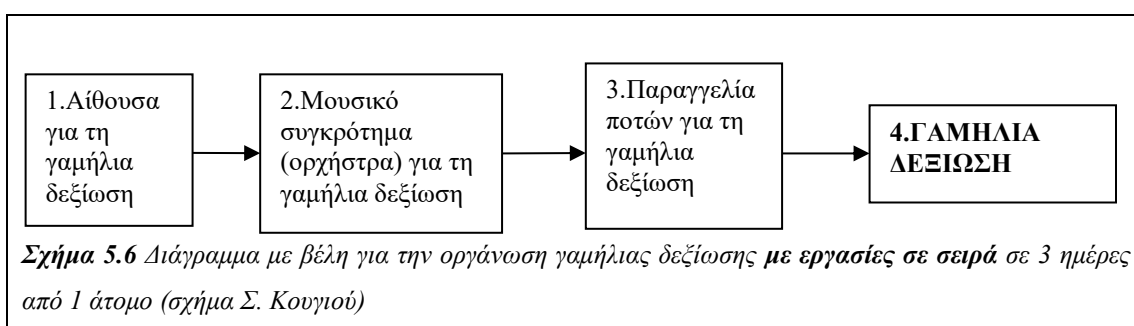 1.Αίθουσα
για τη
γαμήλια
δεξίωση
2.Μουσικό
συγκρότημα
(ορχήστρα) για τη
γαμήλια δεξίωση
3.Παραγγελία
ποτών για τη
γαμήλια
δεξίωση
4.ΓΑΜΗΛΙΑ
ΔΕΞΙΩΣΗ
Σχήμα 5.6 Διάγραμμα με βέλη για την οργάνωση γαμήλιας δεξίωσης με εργασίες σε σειρά σε 3 ημέρες
από 1 άτομο (σχήμα Σ. Κουγιού)